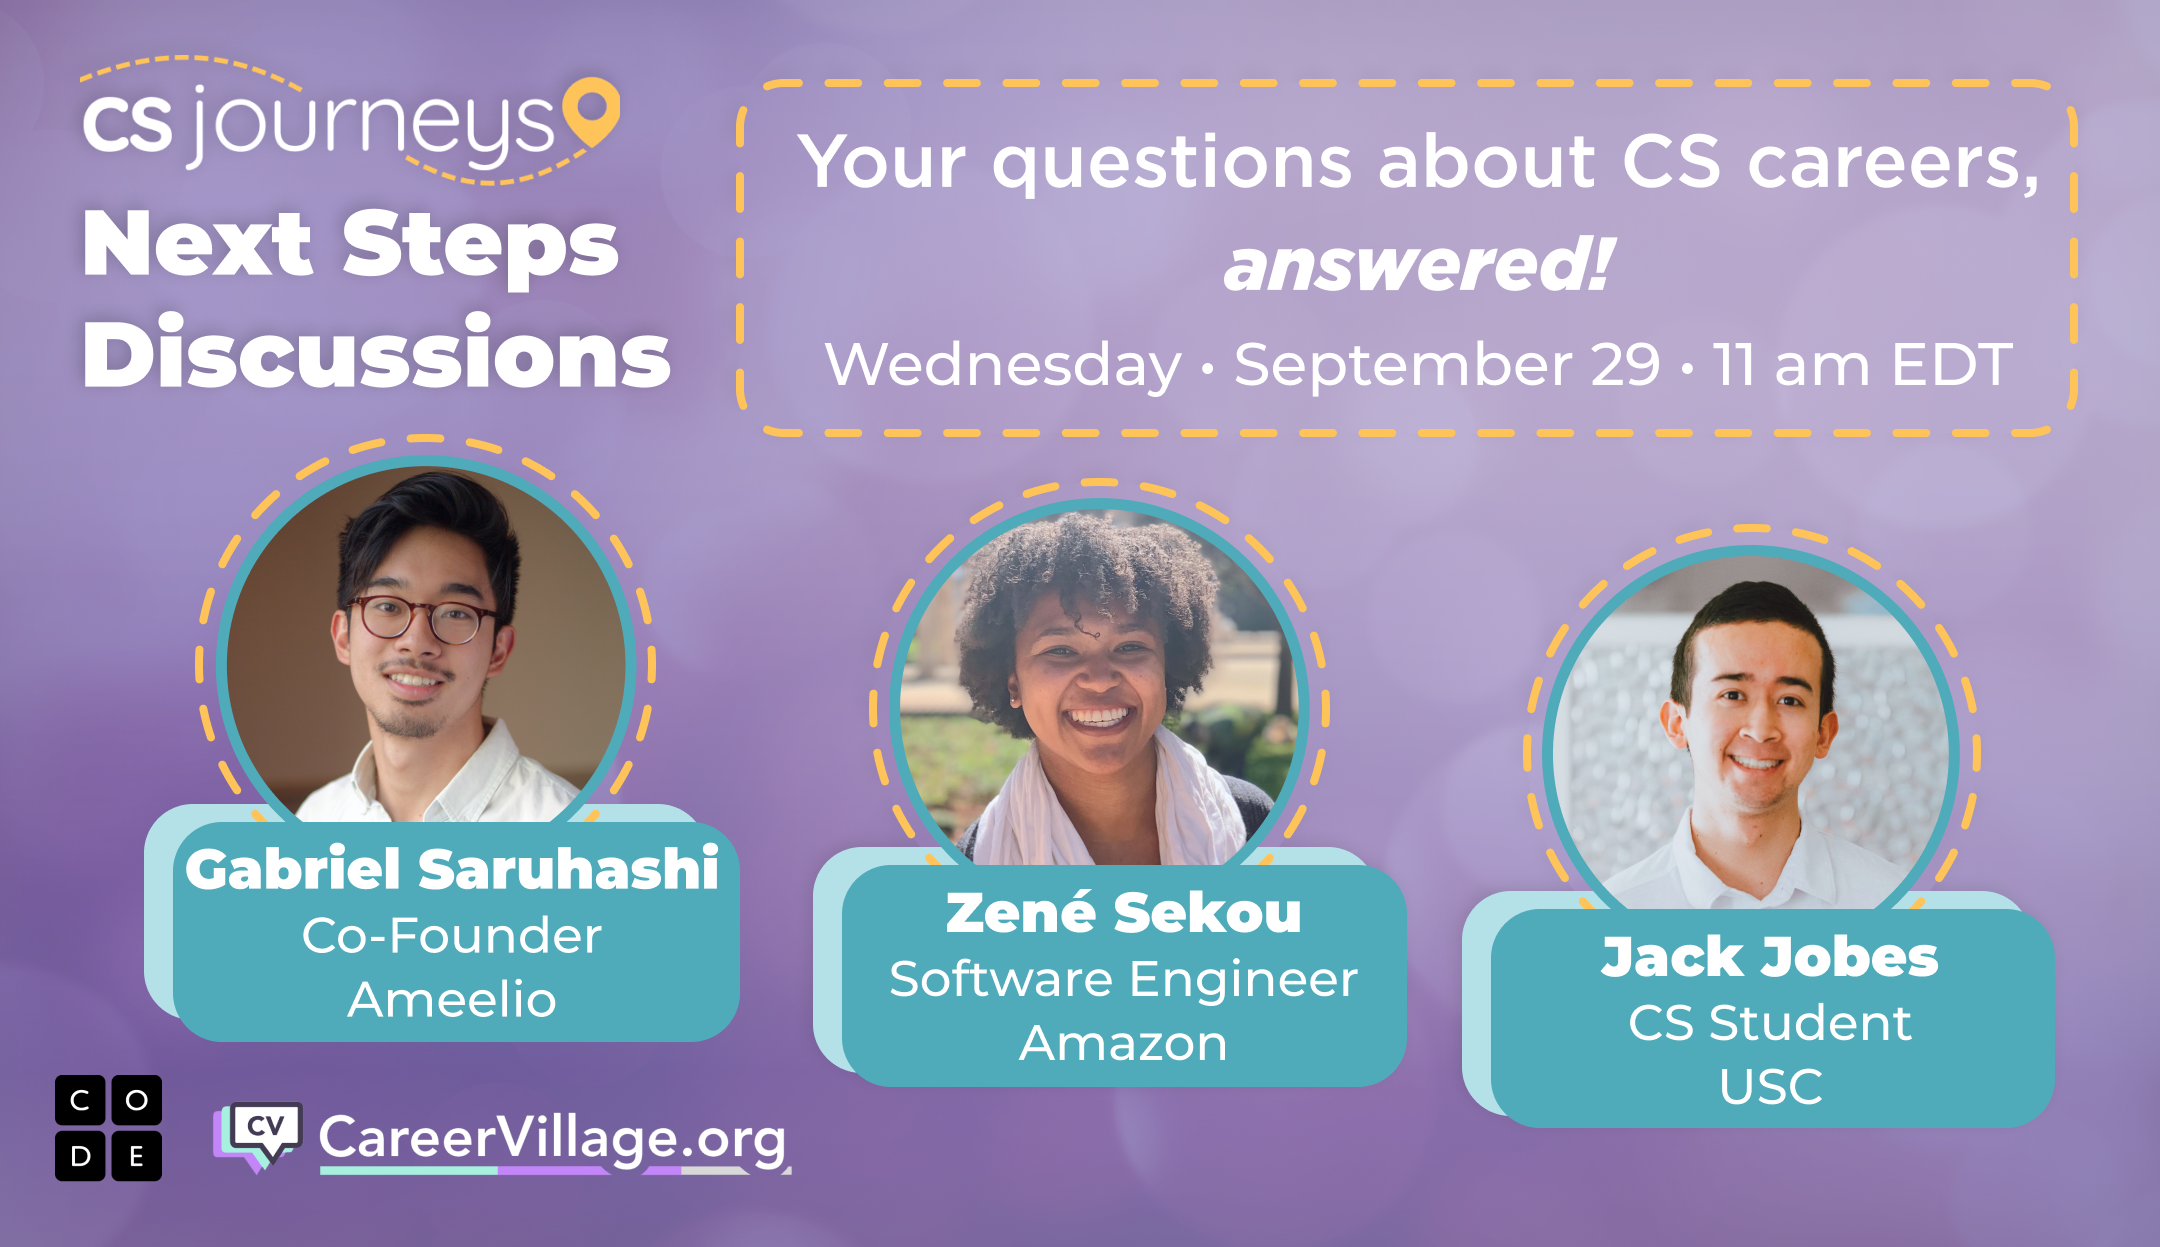 CS journeys
Next Steps
Discussions
Your questions about CS careers,
answered!
Wednesday • September 29 • 11 am EDT
Gabriel Saruhashi
Co-Founder
Ameelio
Zené Sekou
Software Engineer
Amazon
Jack Jobes
CS Student
USC
C O
D E
CV
CareerVillage.org